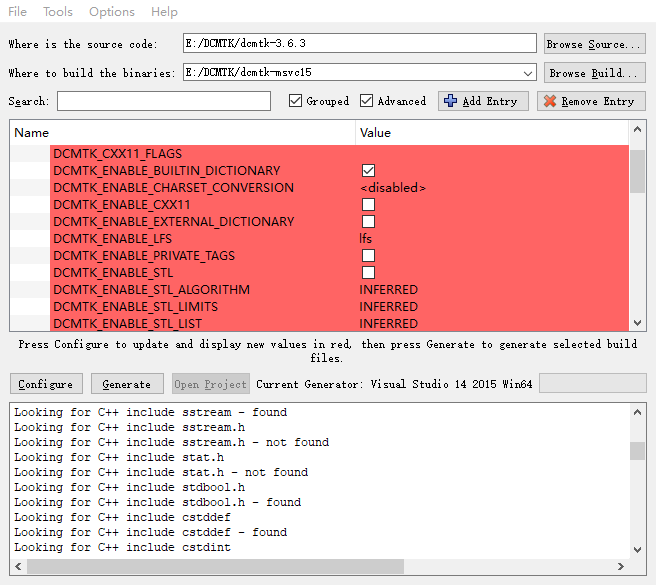 File Tools Options Help
Where is the source code: E:/DCMTK/dcmtk-3.6.3 Browse Source...
Where to build the binaries: E:/DCMTK/dcmtk-msvc15 Browse Build...
Search: Grouped Advanced Add Entry Remove Entry
Name Value
DCMTK_CXX11_FLAGS
DCMTK_ENABLE_BUILTIN_DICTIONARY
DCMTK_ENABLE_CHARSET_CONVERSION <disabled>
DCMTK_ENABLE_CXX11
DCMTK_ENABLE_EXTERNAL_DICTIONARY
DCMTK_ENABLE_LFS lfs
DCMTK_ENABLE_PRIVATE_TAGS
DCMTK_ENABLE_STL
DCMTK_ENABLE_STL_ALGORITHM INFERRED
DCMTK_ENABLE_STL_LIMITS INFERRED
DCMTK_ENABLE_STL_LIST INFERRED
Press Configure to update and display new values in red, then press Generate to generate selected build
files.
Configure Generate Open Project Current Generator: Visual Studio 14 2015 Win64
Looking for C++ include sstream - found
Looking for C++ include sstream.h
Looking for C++ include sstream.h - not found
Looking for C++ include stat.h
Looking for C++ include stat.h - not found
Looking for C++ include stdbool.h
Looking for C++ include stdbool.h - found
Looking for C++ include cstddef
Looking for C++ include cstddef - found
Looking for C++ include cstdint